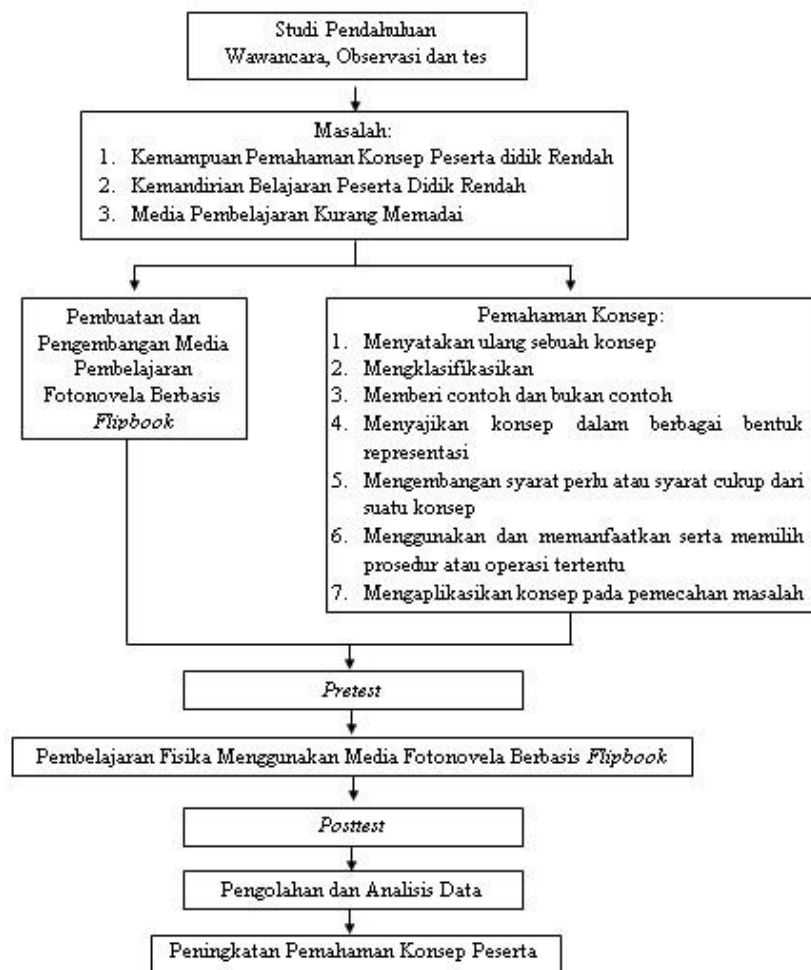 Studi Pendahuluan
Wawancara, Observasi dan tes
Masalah:
1. Kemampuan Pemahaman Konsep Peserta didik Rendah
2. Kemandirian Belajaran Peserta Didik Rendah
3. Media Pembelajaran Kurang Memadai
Pembuatan dan
Pengembangan Media
Pembelajaran
Fotonovela Berbasis
Flipbook
Pemahaman Konsep:
1. Menyatakan ulang sebuah konsep
2. Mengklasifikasikan
3. Memberi contoh dan bukan contoh
4. Menyajikan konsep dalam berbagai bentuk
representasi
5. Mengembangan syarat perlu atau syarat cukup dari
suatu konsep
6. Menggunakan dan memanfaatkan serta memilih
prosedur atau operasi tertentu
7. Mengaplikasikan konsep pada pemecahan masalah
Pretest
Pembelajaran Fisika Menggunakan Media Fotonovela Berbasis Flipbook
Posttest
Pengolahan dan Analisis Data
Peningkatan Pemahaman Konsep Peserta